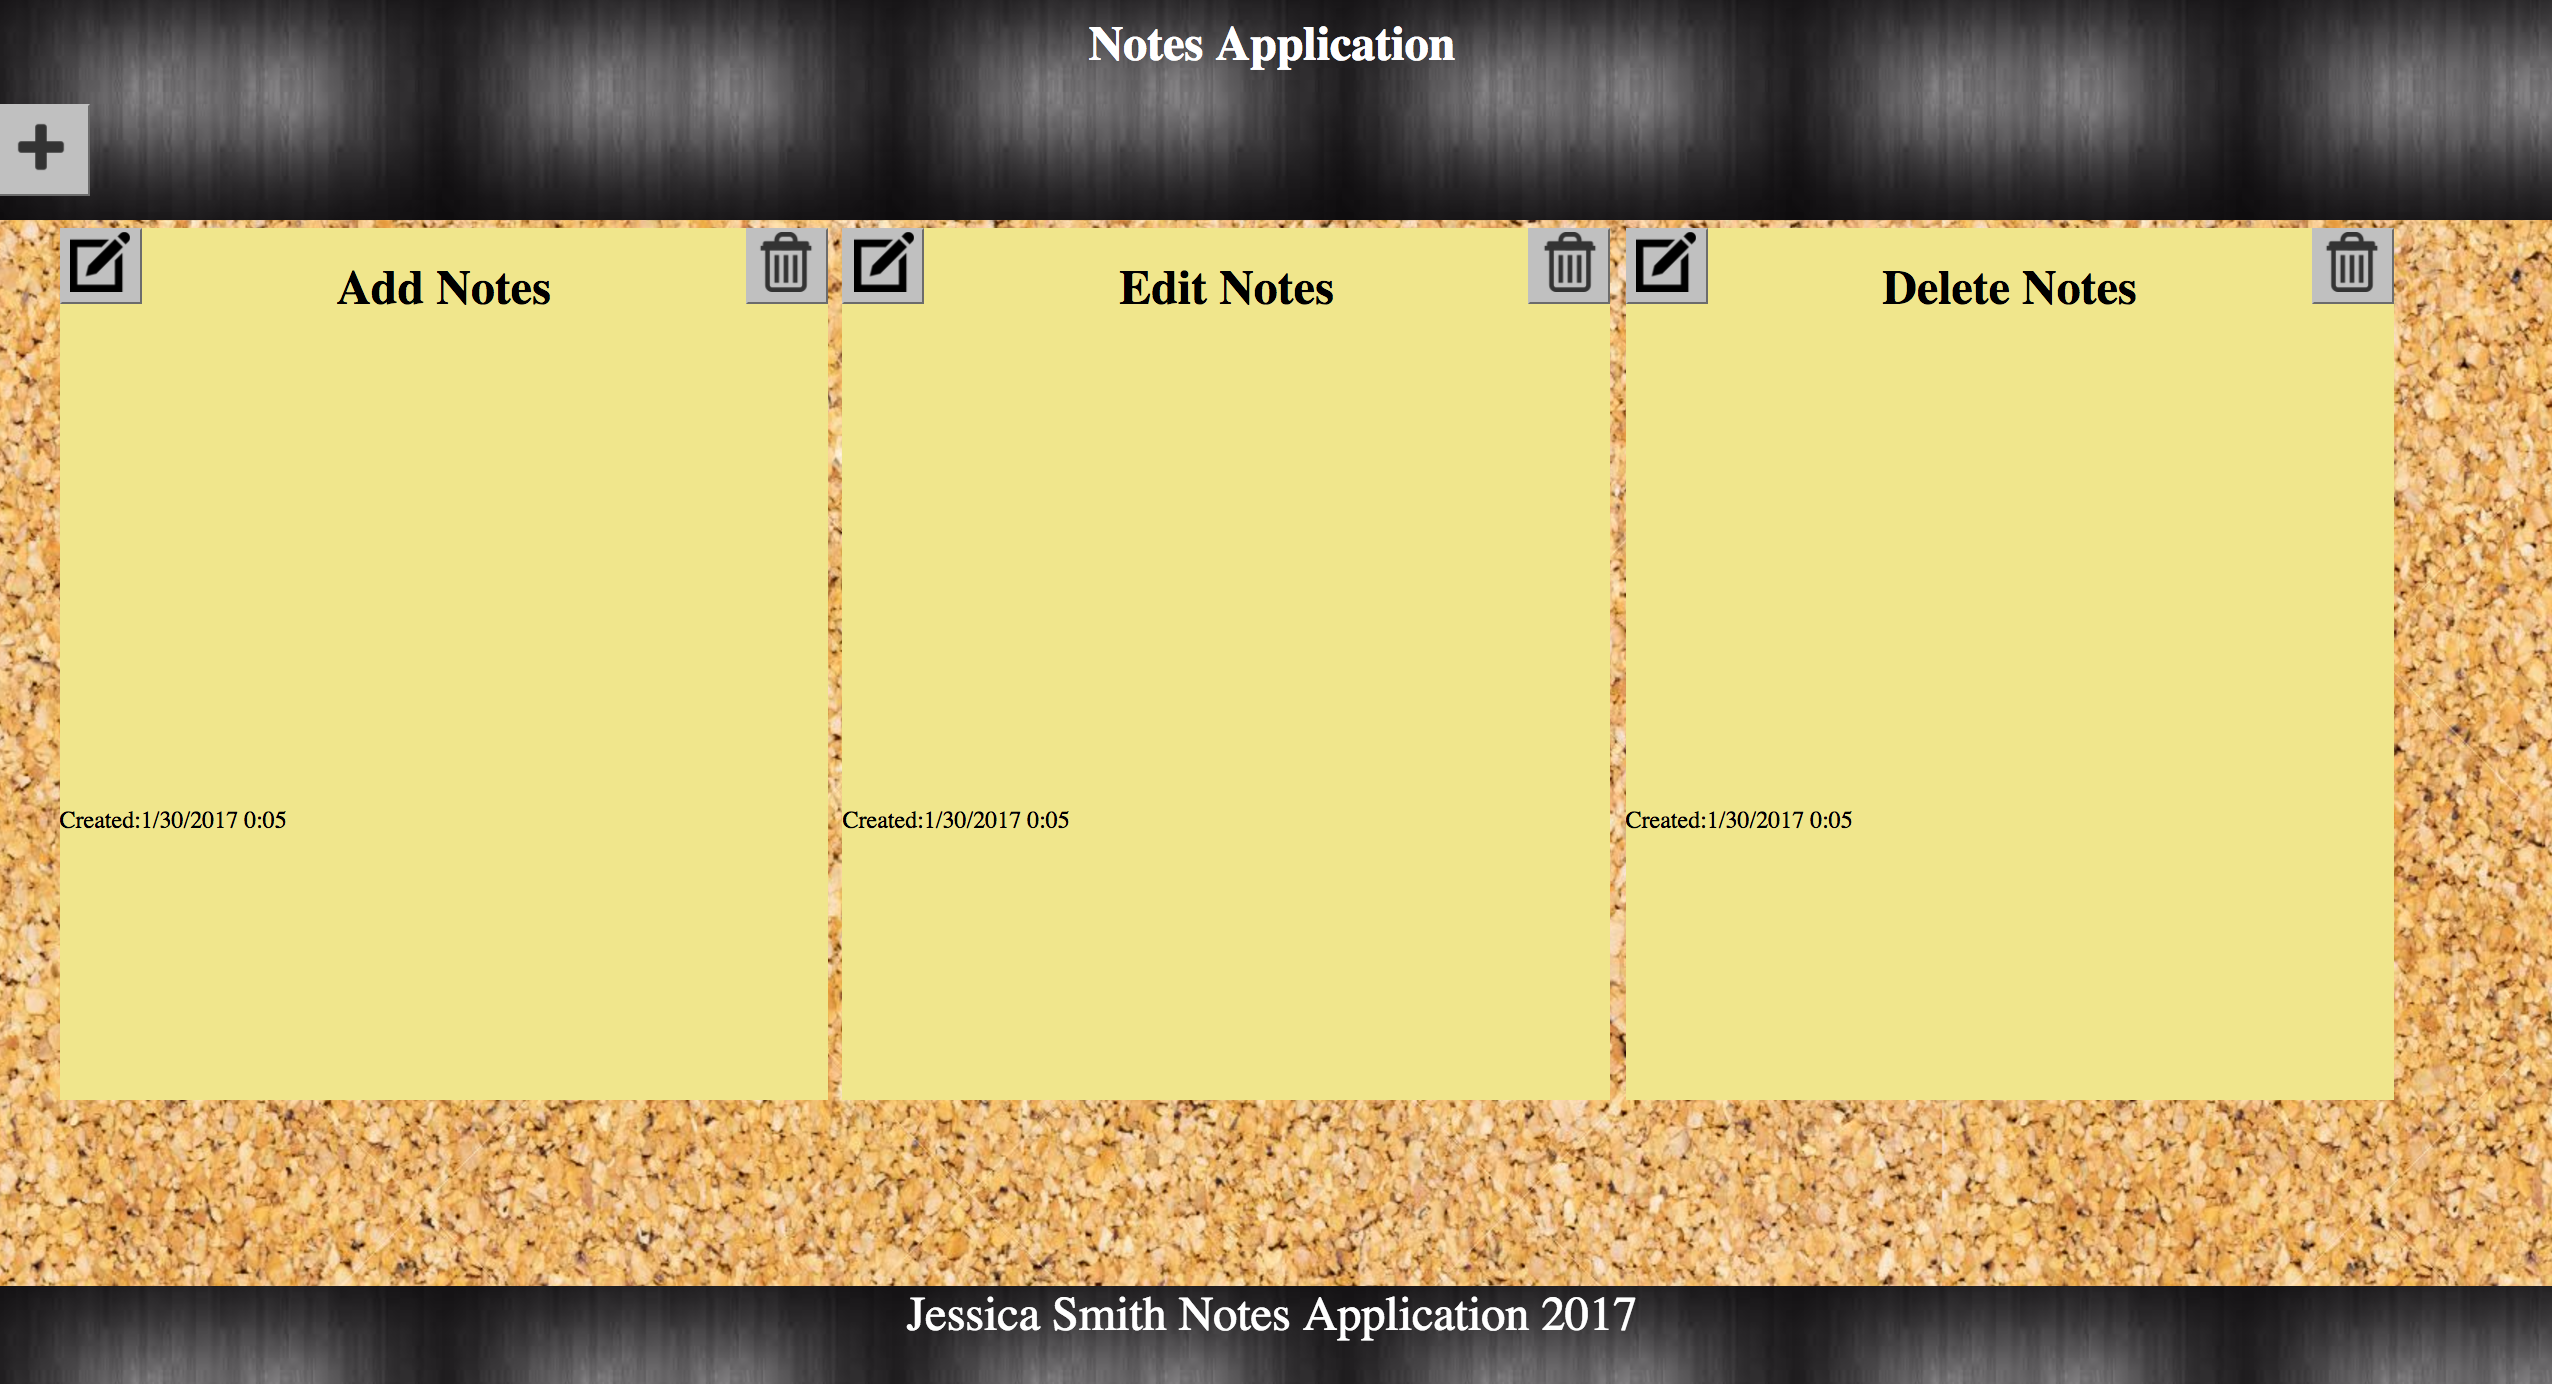 Notes Application
Add Notes
Edit Notes
Delete Notes
Created:1/30/2017 0:05
Created:1/30/2017 0:05
Created:1/30/2017 0:05
Jessica Smith Notes Application 2017